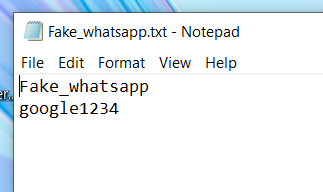 Fake_whatsapp.txt - Notepad
File Edit Format View Help
Fake_whatsapp
google1234